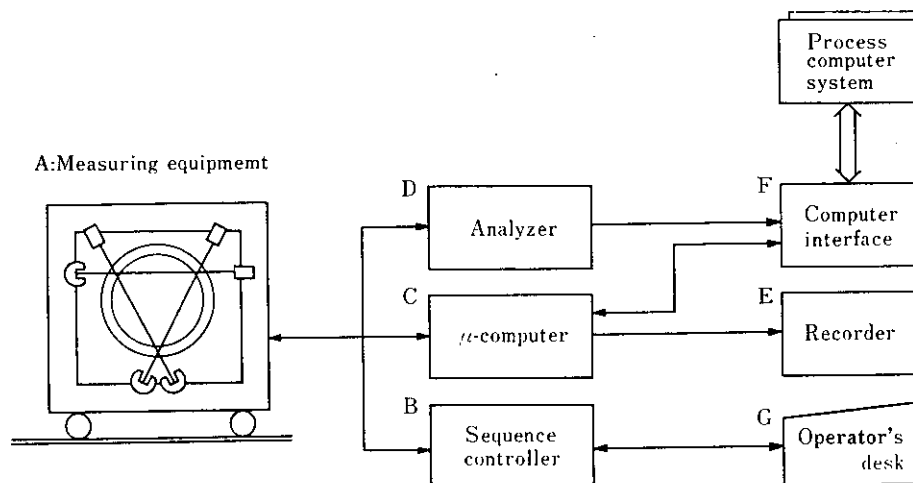 Process
computer
system
A:Measuring equipmemt
D
Analyzer
F
Computer
interface
C
μ-computer
E
Recorder
B
Sequence
controller
G
Operator's
desk